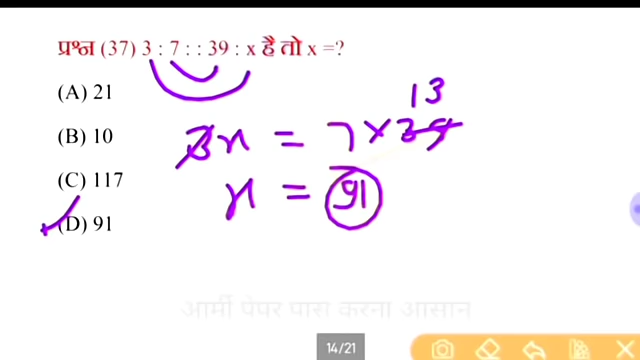 प्रश्न (37) 3 : 7 : : 39 : x है तो x =?
(A) 21
(B) 10
(C) 117
(D) 91
13
3x = 7 × 39
x = 91
आर्मी पेपर पास करना आसान
14/21